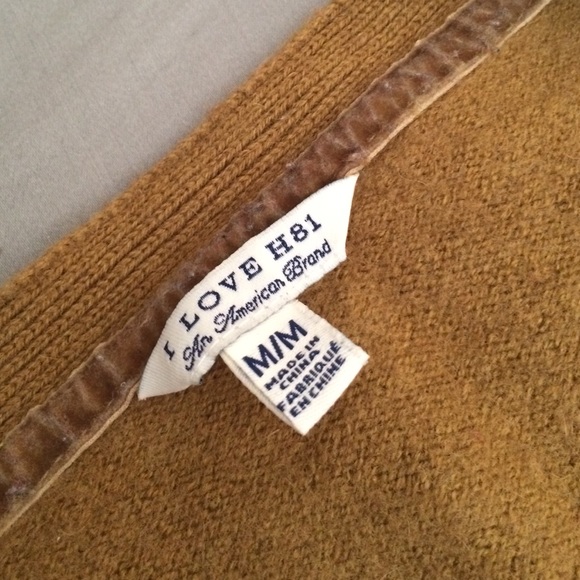 I LOVE H81
An American Brand
M/M
MADE IN
CHINA
FABRIQUÉ
EN CHINE